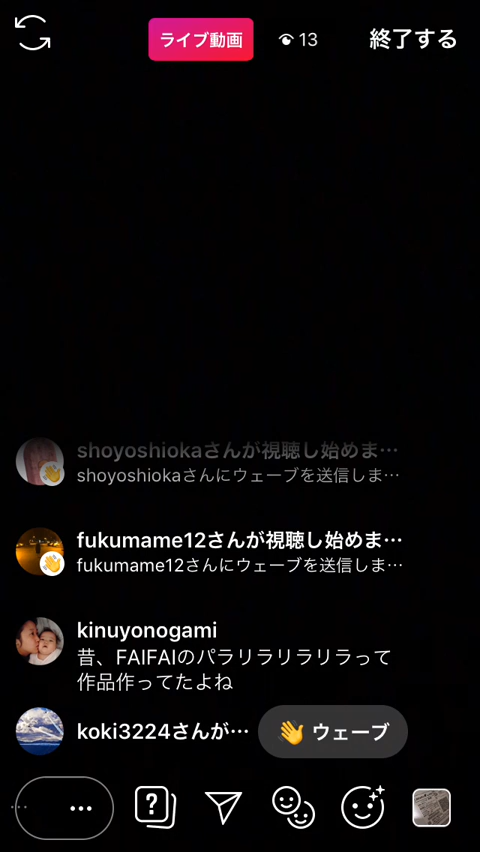 ライブ動画
13
終了する
shoyoshiokaさんが視聴し始めま…
shoyoshiokaさんにウェーブを送信しま…
fukumame12さんが視聴し始めま…
fukumame12さんにウェーブを送信しま…
kinuyonogami
昔、FAIFAIのパラリラリラリラって
作品作ってたよね
koki3224さんが…
👋 ウェーブ